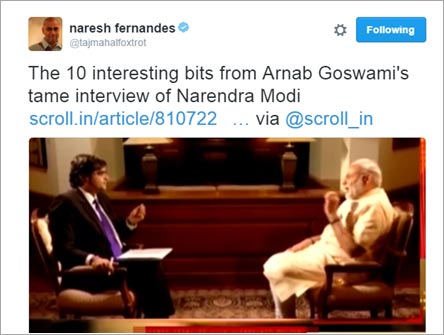 naresh fernandes
@tajmahalfoxtrot
Following
The 10 interesting bits from Arnab Goswami's
tame interview of Narendra Modi
scroll.in/article/810722 ... via @scroll_in